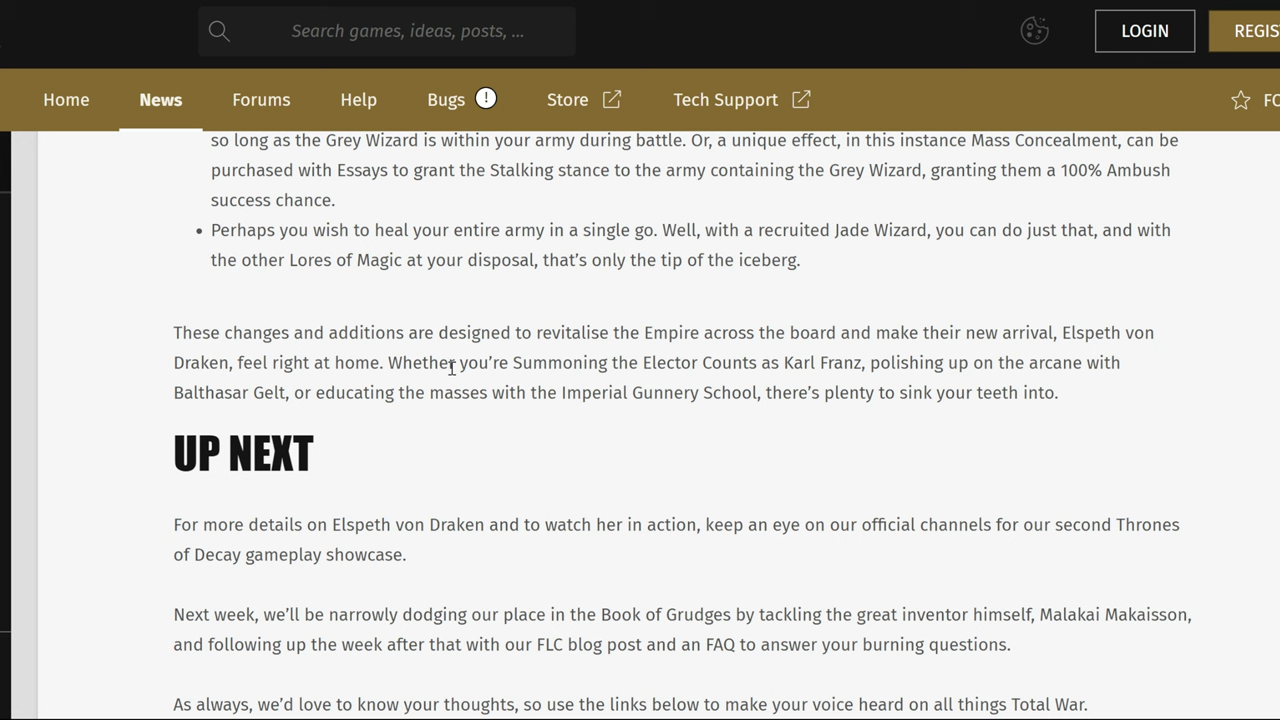 Search games, ideas, posts, ...
LOGIN
REGIS
Home
News
Forums
Help
Bugs
!
Store
Tech Support
FO
so long as the Grey Wizard is within your army during battle. Or, a unique effect, in this instance Mass Concealment, can be
purchased with Essays to grant the Stalking stance to the army containing the Grey Wizard, granting them a 100% Ambush
success chance.
• Perhaps you wish to heal your entire army in a single go. Well, with a recruited Jade Wizard, you can do just that, and with
the other Lores of Magic at your disposal, that’s only the tip of the iceberg.
These changes and additions are designed to revitalise the Empire across the board and make their new arrival, Elspeth von
Draken, feel right at home. Whether you’re Summoning the Elector Counts as Karl Franz, polishing up on the arcane with
Balthasar Gelt, or educating the masses with the Imperial Gunnery School, there’s plenty to sink your teeth into.
UP NEXT
For more details on Elspeth von Draken and to watch her in action, keep an eye on our official channels for our second Thrones
of Decay gameplay showcase.
Next week, we’ll be narrowly dodging our place in the Book of Grudges by tackling the great inventor himself, Malakai Makaisson,
and following up the week after that with our FLC blog post and an FAQ to answer your burning questions.
As always, we’d love to know your thoughts, so use the links below to make your voice heard on all things Total War.